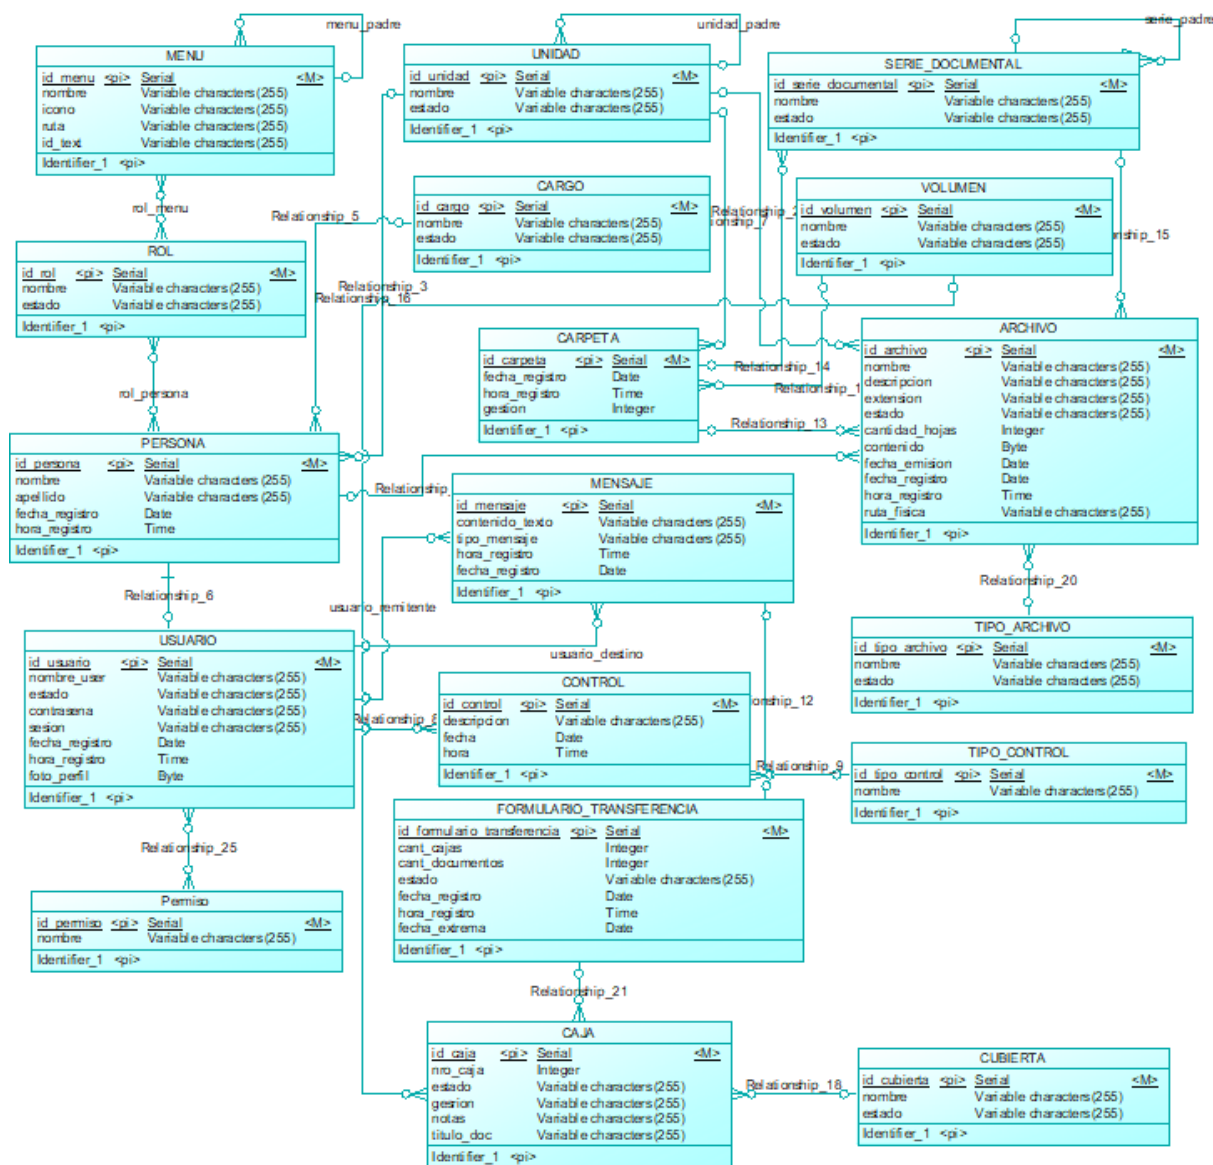 menu_padre
MENU
id_menu <pi> Serial <M>
nombre Variable characters (255)
icono Variable characters (255)
ruta Variable characters (255)
id_text Variable characters (255)
Identifier_1 <pi>
unidad_padre
UNIDAD
id_unidad <pi> Serial <M>
nombre Variable characters (255)
estado Variable characters (255)
Identifier_1 <pi>
serie_padre
SERIE_DOCUMENTAL
id_serie_documental <pi> Serial <M>
nombre Variable characters (255)
estado Variable characters (255)
Identifier_1 <pi>
rol_menu
Relationship_5
CARGO
id_cargo <pi> Serial <M>
nombre Variable characters (255)
estado Variable characters (255)
Identifier_1 <pi>
Relationship_2
ionship_7
VOLUMEN
id_volumen <pi> Serial <M>
nombre Variable characters (255)
estado Variable characters (255)
Identifier_1 <pi>
nship_15
ROL
id_rol <pi> Serial <M>
nombre Variable characters (255)
estado Variable characters (255)
Identifier_1 <pi>
Relationship_3
Relationship_16
CARPETA
id_carpeta <pi> Serial <M>
fecha_registro Date
hora_registro Time
gestion Integer
Identifier_1 <pi>
Relationship_14
Relationship_1
Relationship_13
ARCHIVO
id_archivo <pi> Serial <M>
nombre Variable characters (255)
descripcion Variable characters (255)
extension Variable characters (255)
estado Variable characters (255)
cantidad_hojas Integer
contenido Byte
fecha_emision Date
fecha_registro Date
hora_registro Time
ruta_fisica Variable characters (255)
Identifier_1 <pi>
rol_persona
PERSONA
id_persona <pi> Serial <M>
nombre Variable characters (255)
apellido Variable characters (255)
fecha_registro Date
hora_registro Time
Identifier_1 <pi>
Relationship_
MENSAJE
id_mensaje <pi> Serial <M>
contenido_texto Variable characters (255)
tipo_mensaje Variable characters (255)
hora_registro Time
fecha_registro Date
Identifier_1 <pi>
Relationship_20
Relationship_6
usuario_remitente
usuario_destino
USUARIO
id_usuario <pi> Serial <M>
nombre_user Variable characters (255)
estado Variable characters (255)
contrasena Variable characters (255)
sesion Variable characters (255)
fecha_registro Date
hora_registro Time
foto_perfil Byte
Identifier_1 <pi>
TIPO_ARCHIVO
id_tipo_archivo <pi> Serial <M>
nombre Variable characters (255)
estado Variable characters (255)
Identifier_1 <pi>
Relationship_8
CONTROL
id_control <pi> Serial <M>
descripcion Variable characters (255)
fecha Date
hora Time
Identifier_1 <pi>
onship_12
Relationship_9
TIPO_CONTROL
id_tipo_control <pi> Serial <M>
nombre Variable characters (255)
Identifier_1 <pi>
FORMULARIO_TRANSFERENCIA
id_formulario_transferencia <pi> Serial <M>
cant_cajas Integer
cant_documentos Integer
estado Variable characters (255)
fecha_registro Date
hora_registro Time
fecha_extrema Date
Identifier_1 <pi>
Relationship_25
Permiso
id_permiso <pi> Serial <M>
nombre Variable characters (255)
Identifier_1 <pi>
Relationship_21
CAJA
id_caja <pi> Serial <M>
nro_caja Integer
estado Variable characters (255)
gesrion Variable characters (255)
notas Variable characters (255)
titulo_doc Variable characters (255)
Identifier_1 <pi>
Relationship_18
CUBIERTA
id_cubierta <pi> Serial <M>
nombre Variable characters (255)
estado Variable characters (255)
Identifier_1 <pi>